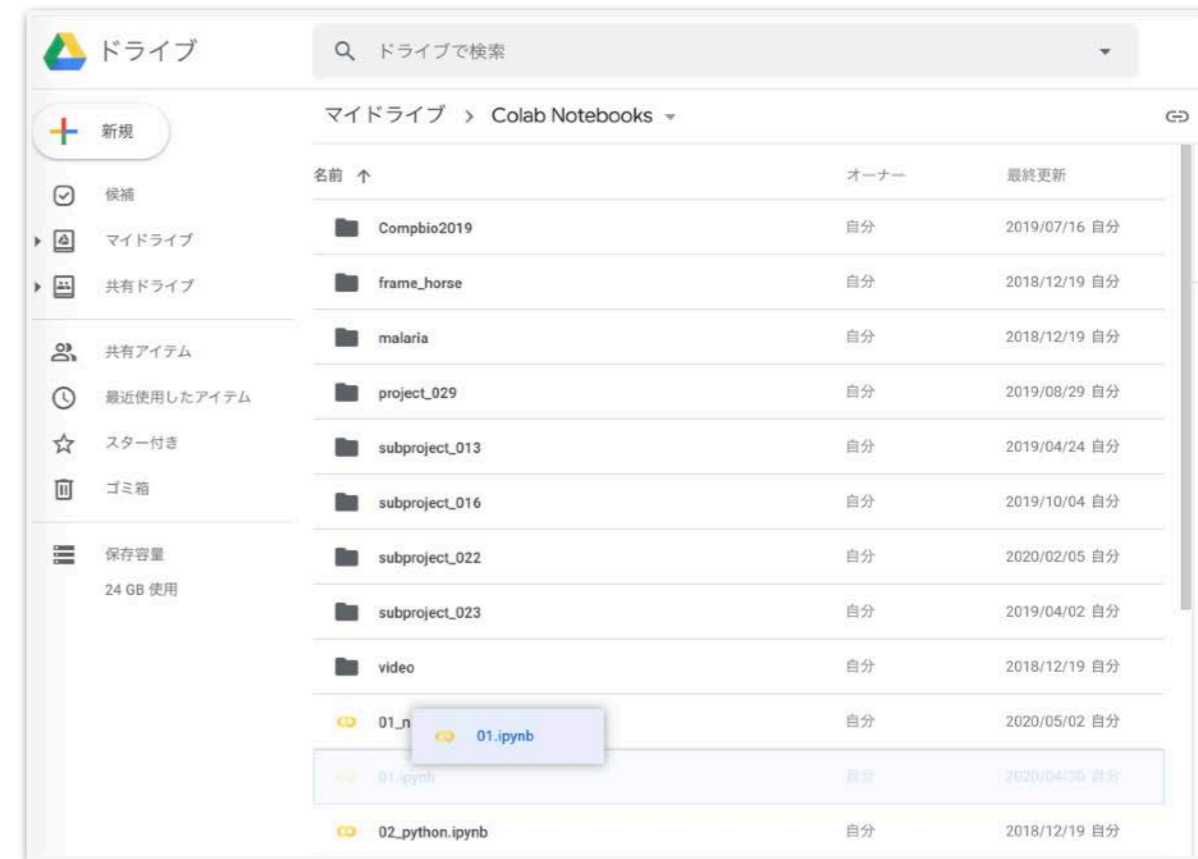 ドライブ
ドライブで検索
新規
候補
マイドライブ
共有ドライブ
共有アイテム
最近使用したアイテム
スター付き
ゴミ箱
保存容量
24 GB 使用
マイドライブ > Colab Notebooks
名前 ↑ オーナー 最終更新
Compbio2019 自分 2019/07/16 自分
frame_horse 自分 2018/12/19 自分
malaria 自分 2018/12/19 自分
project_029 自分 2019/08/29 自分
subproject_013 自分 2019/04/24 自分
subproject_016 自分 2019/10/04 自分
subproject_022 自分 2020/02/05 自分
subproject_023 自分 2019/04/02 自分
video 自分 2018/12/19 自分
01_n 自分 2020/05/02 自分
01.ipynb
01.ipynb 自分 2020/04/30 自分
02_python.ipynb 自分 2018/12/19 自分